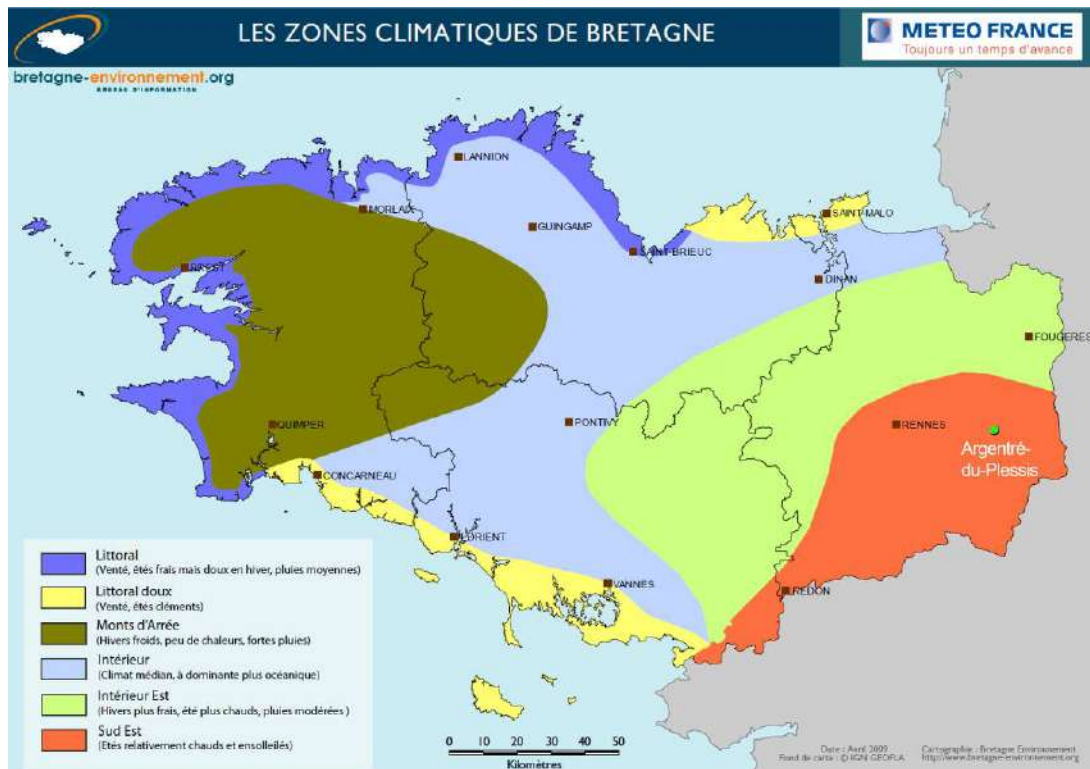 LES ZONES CLIMATIQUES DE BRETAGNE
METEO FRANCE
Toujours un temps d'avance
bretagne-environnement.org
RESEAU D'INFORMATION
LANNION
MORLAIX
GUINGAMP
SAINT-MALO
SAINT-BRIEUC
BREST
DINAN
FOUGERES
QUIMPER
PONTIVY
RENNES
Argentré-
du-Plessis
CONCARNEAU
LORIENT
VANNES
REDON
Littoral
(Venté, étés frais mais doux en hiver, pluies moyennes)
Littoral doux
(Venté, étés cléments)
Monts d'Arrée
(Hivers froids, peu de chaleurs, fortes pluies)
Intérieur
(Climat médian, à dominante plus océanique)
Intérieur Est
(Hivers plus frais, été plus chauds, pluies modérées )
Sud Est
(Etés relativement chauds et ensolleilés)
0 10 20 30 40 50
Kilomètres
Date : Avril 2009
Fond de carte : © IGN GEOFLA
Cartographie : Bretagne Environnement
http://www.bretagne-environnement.org